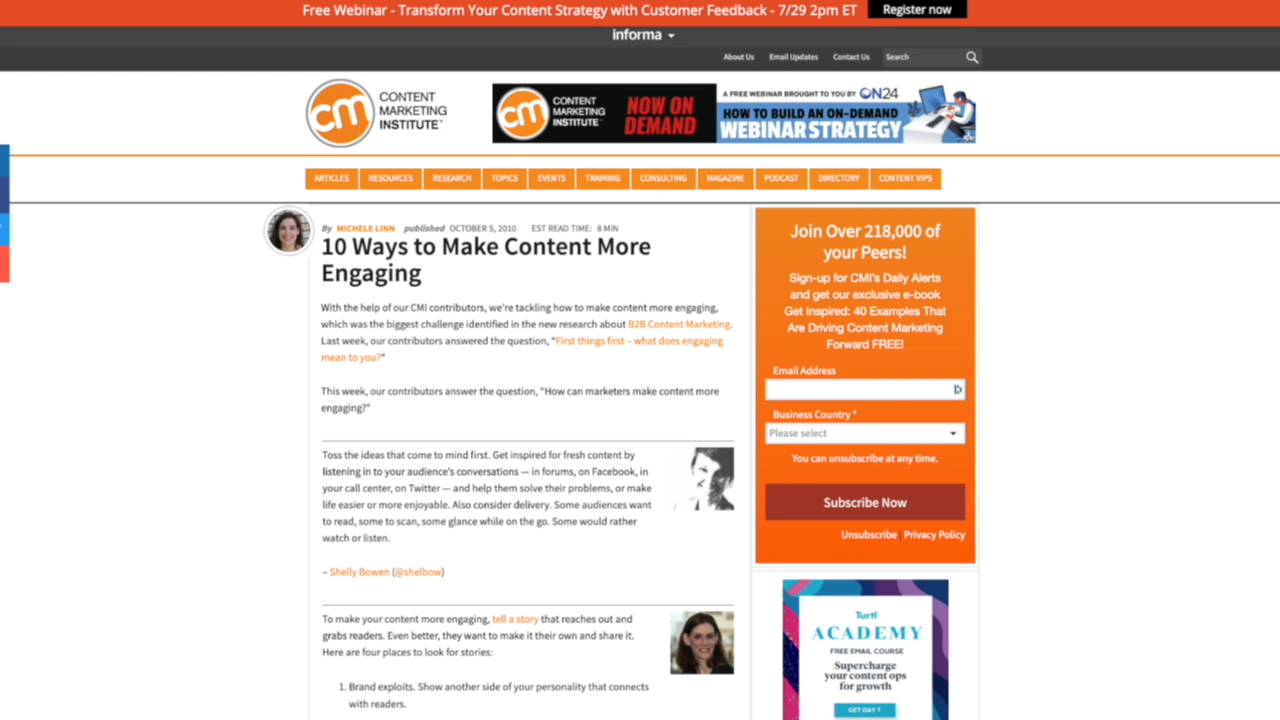 Free Webinar - Transform Your Content Strategy with Customer Feedback - 7/29 2pm ET
Register now
informa
About Us
Email Updates
Contact Us
Search
cm
CONTENT
MARKETING
INSTITUTE
cm
CONTENT
MARKETING
INSTITUTE
NOW ON
DEMAND
A FREE WEBINAR BROUGHT TO YOU BY ON24
HOW TO BUILD AN ON-DEMAND
WEBINAR STRATEGY
ARTICLES
RESOURCES
RESEARCH
TOPICS
EVENTS
TRAINING
CONSULTING
MAGAZINE
PODCAST
DIRECTORY
CONTENT VIPS
By MICHELE LINN published OCTOBER 5, 2010 EST READ TIME: 8 MIN
10 Ways to Make Content More
Engaging
With the help of our CMI contributors, we're tackling how to make content more engaging,
which was the biggest challenge identified in the new research about B2B Content Marketing.
Last week, our contributors answered the question, "First things first – what does engaging
mean to you?"
This week, our contributors answer the question, "How can marketers make content more
engaging?"
Toss the ideas that come to mind first. Get inspired for fresh content by
listening in to your audience's conversations — in forums, on Facebook, in
your call center, on Twitter — and help them solve their problems, or make
life easier or more enjoyable. Also consider delivery. Some audiences want
to read, some to scan, some glance while on the go. Some would rather
watch or listen.
– Shelly Bowen (@shelbow)
To make your content more engaging, tell a story that reaches out and
grabs readers. Even better, they want to make it their own and share it.
Here are four places to look for stories:
1. Brand exploits. Show another side of your personality that connects
with readers.
Join Over 218,000 of
your Peers!
Sign-up for CMI's Daily Alerts
and get our exclusive e-book
Get Inspired: 40 Examples That
Are Driving Content Marketing
Forward FREE!
Email Address
Business Country *
Please select
You can unsubscribe at any time.
Subscribe Now
Unsubscribe | Privacy Policy
Turtl
ACADEMY
FREE EMAIL COURSE
Supercharge
your content ops
for growth
GET DAY 1